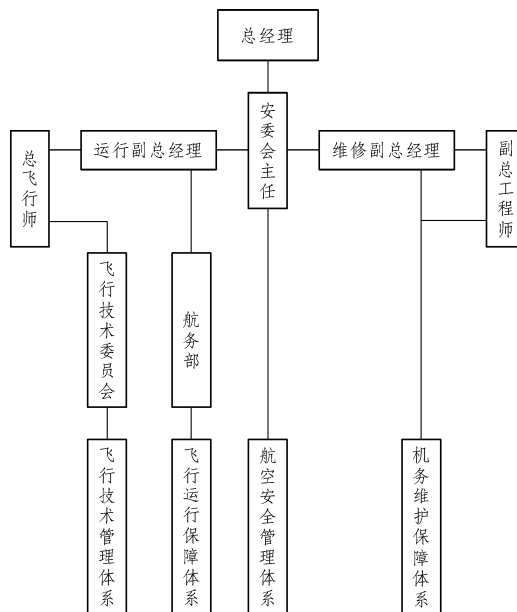 总经理
安委会主任
总飞行师
运行副总经理
维修副总经理
副总工程师
飞行技术委员会
航务部
飞行技术管理体系
飞行运行保障体系
航空安全管理体系
机务维护保障体系